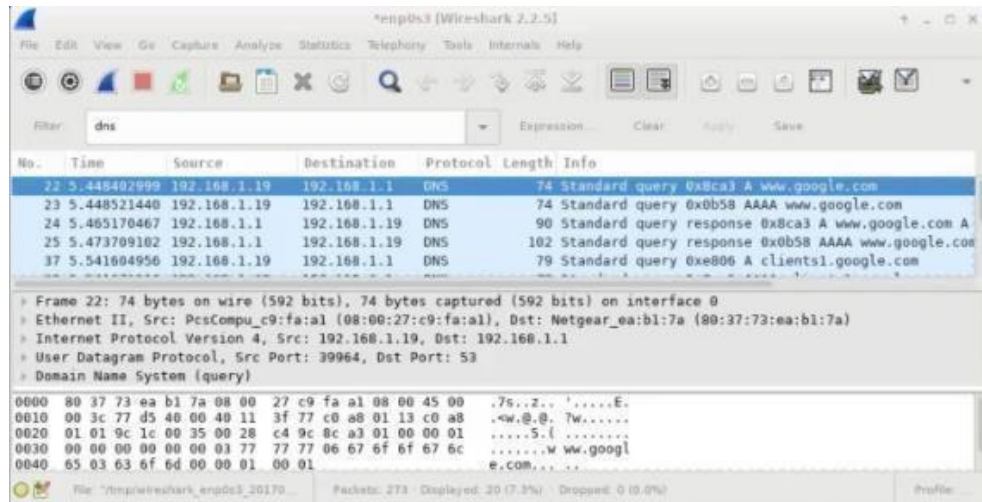 *enp0s3 [Wireshark 2.2.5]
File Edit View Go Capture Analyze Statistics Telephony Tools Internals Help
Filter: dns Expression... Clear Apply Save
No. Time Source Destination Protocol Length Info
22 5.448402999 192.168.1.19 192.168.1.1 DNS 74 Standard query 0x8ca3 A www.google.com
23 5.448521440 192.168.1.19 192.168.1.1 DNS 74 Standard query 0x0b58 AAAA www.google.com
24 5.465170467 192.168.1.1 192.168.1.19 DNS 90 Standard query response 0x8ca3 A www.google.com A
25 5.473709102 192.168.1.1 192.168.1.19 DNS 102 Standard query response 0x0b58 AAAA www.google.com
37 5.541604956 192.168.1.19 192.168.1.1 DNS 79 Standard query 0xe806 A clients1.google.com
Frame 22: 74 bytes on wire (592 bits), 74 bytes captured (592 bits) on interface 0
Ethernet II, Src: PcsCompu_c9:fa:a1 (08:00:27:c9:fa:a1), Dst: Netgear_ea:b1:7a (80:37:73:ea:b1:7a)
Internet Protocol Version 4, Src: 192.168.1.19, Dst: 192.168.1.1
User Datagram Protocol, Src Port: 39964, Dst Port: 53
Domain Name System (query)
0000 80 37 73 ea b1 7a 08 00 27 c9 fa a1 08 00 45 00 .7s..z.. '.....E.
0010 00 3c 77 d5 40 00 40 11 3f 77 c0 a8 01 13 c0 a8 .<w.@.@. ?w......
0020 01 01 9c 1c 00 35 00 28 c4 9c 8c a3 01 00 00 01 .....5.( ........
0030 00 00 00 00 00 00 03 77 77 77 06 67 6f 6f 67 6c .......w ww.googl
0040 65 03 63 6f 6d 00 00 01 00 01 e.com... ..
File: "/tmp/wireshark_enp0s3_20170... Packets: 273 · Displayed: 20 (7.3%) · Dropped: 0 (0.0%) Profile: